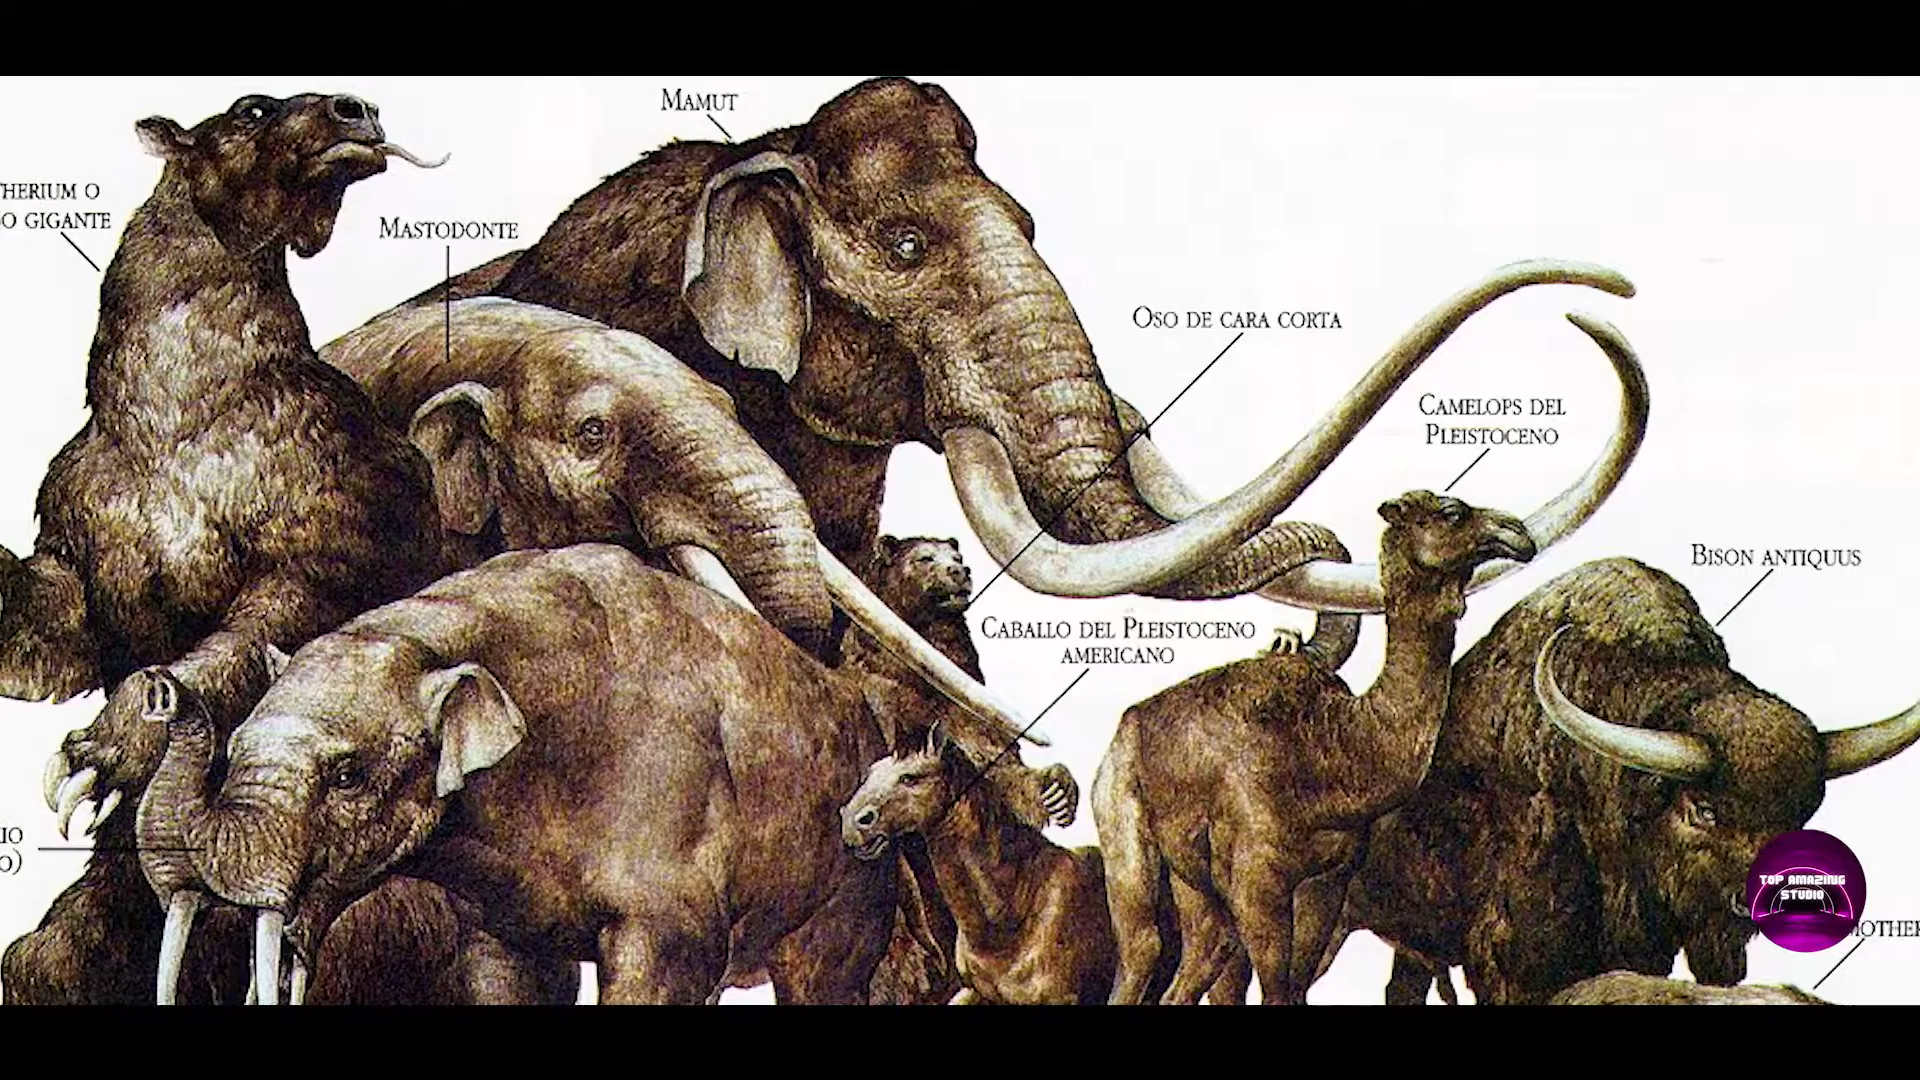 MAMUT
THERIUM O
O GIGANTE
MASTODONTE
OSO DE CARA CORTA
CAMELOPS DEL
PLEISTOCENO
BISON ANTIQUUS
CABALLO DEL PLEISTOCENO
AMERICANO
IO
O)
TOP AMAZING
STUDIO
OTHER